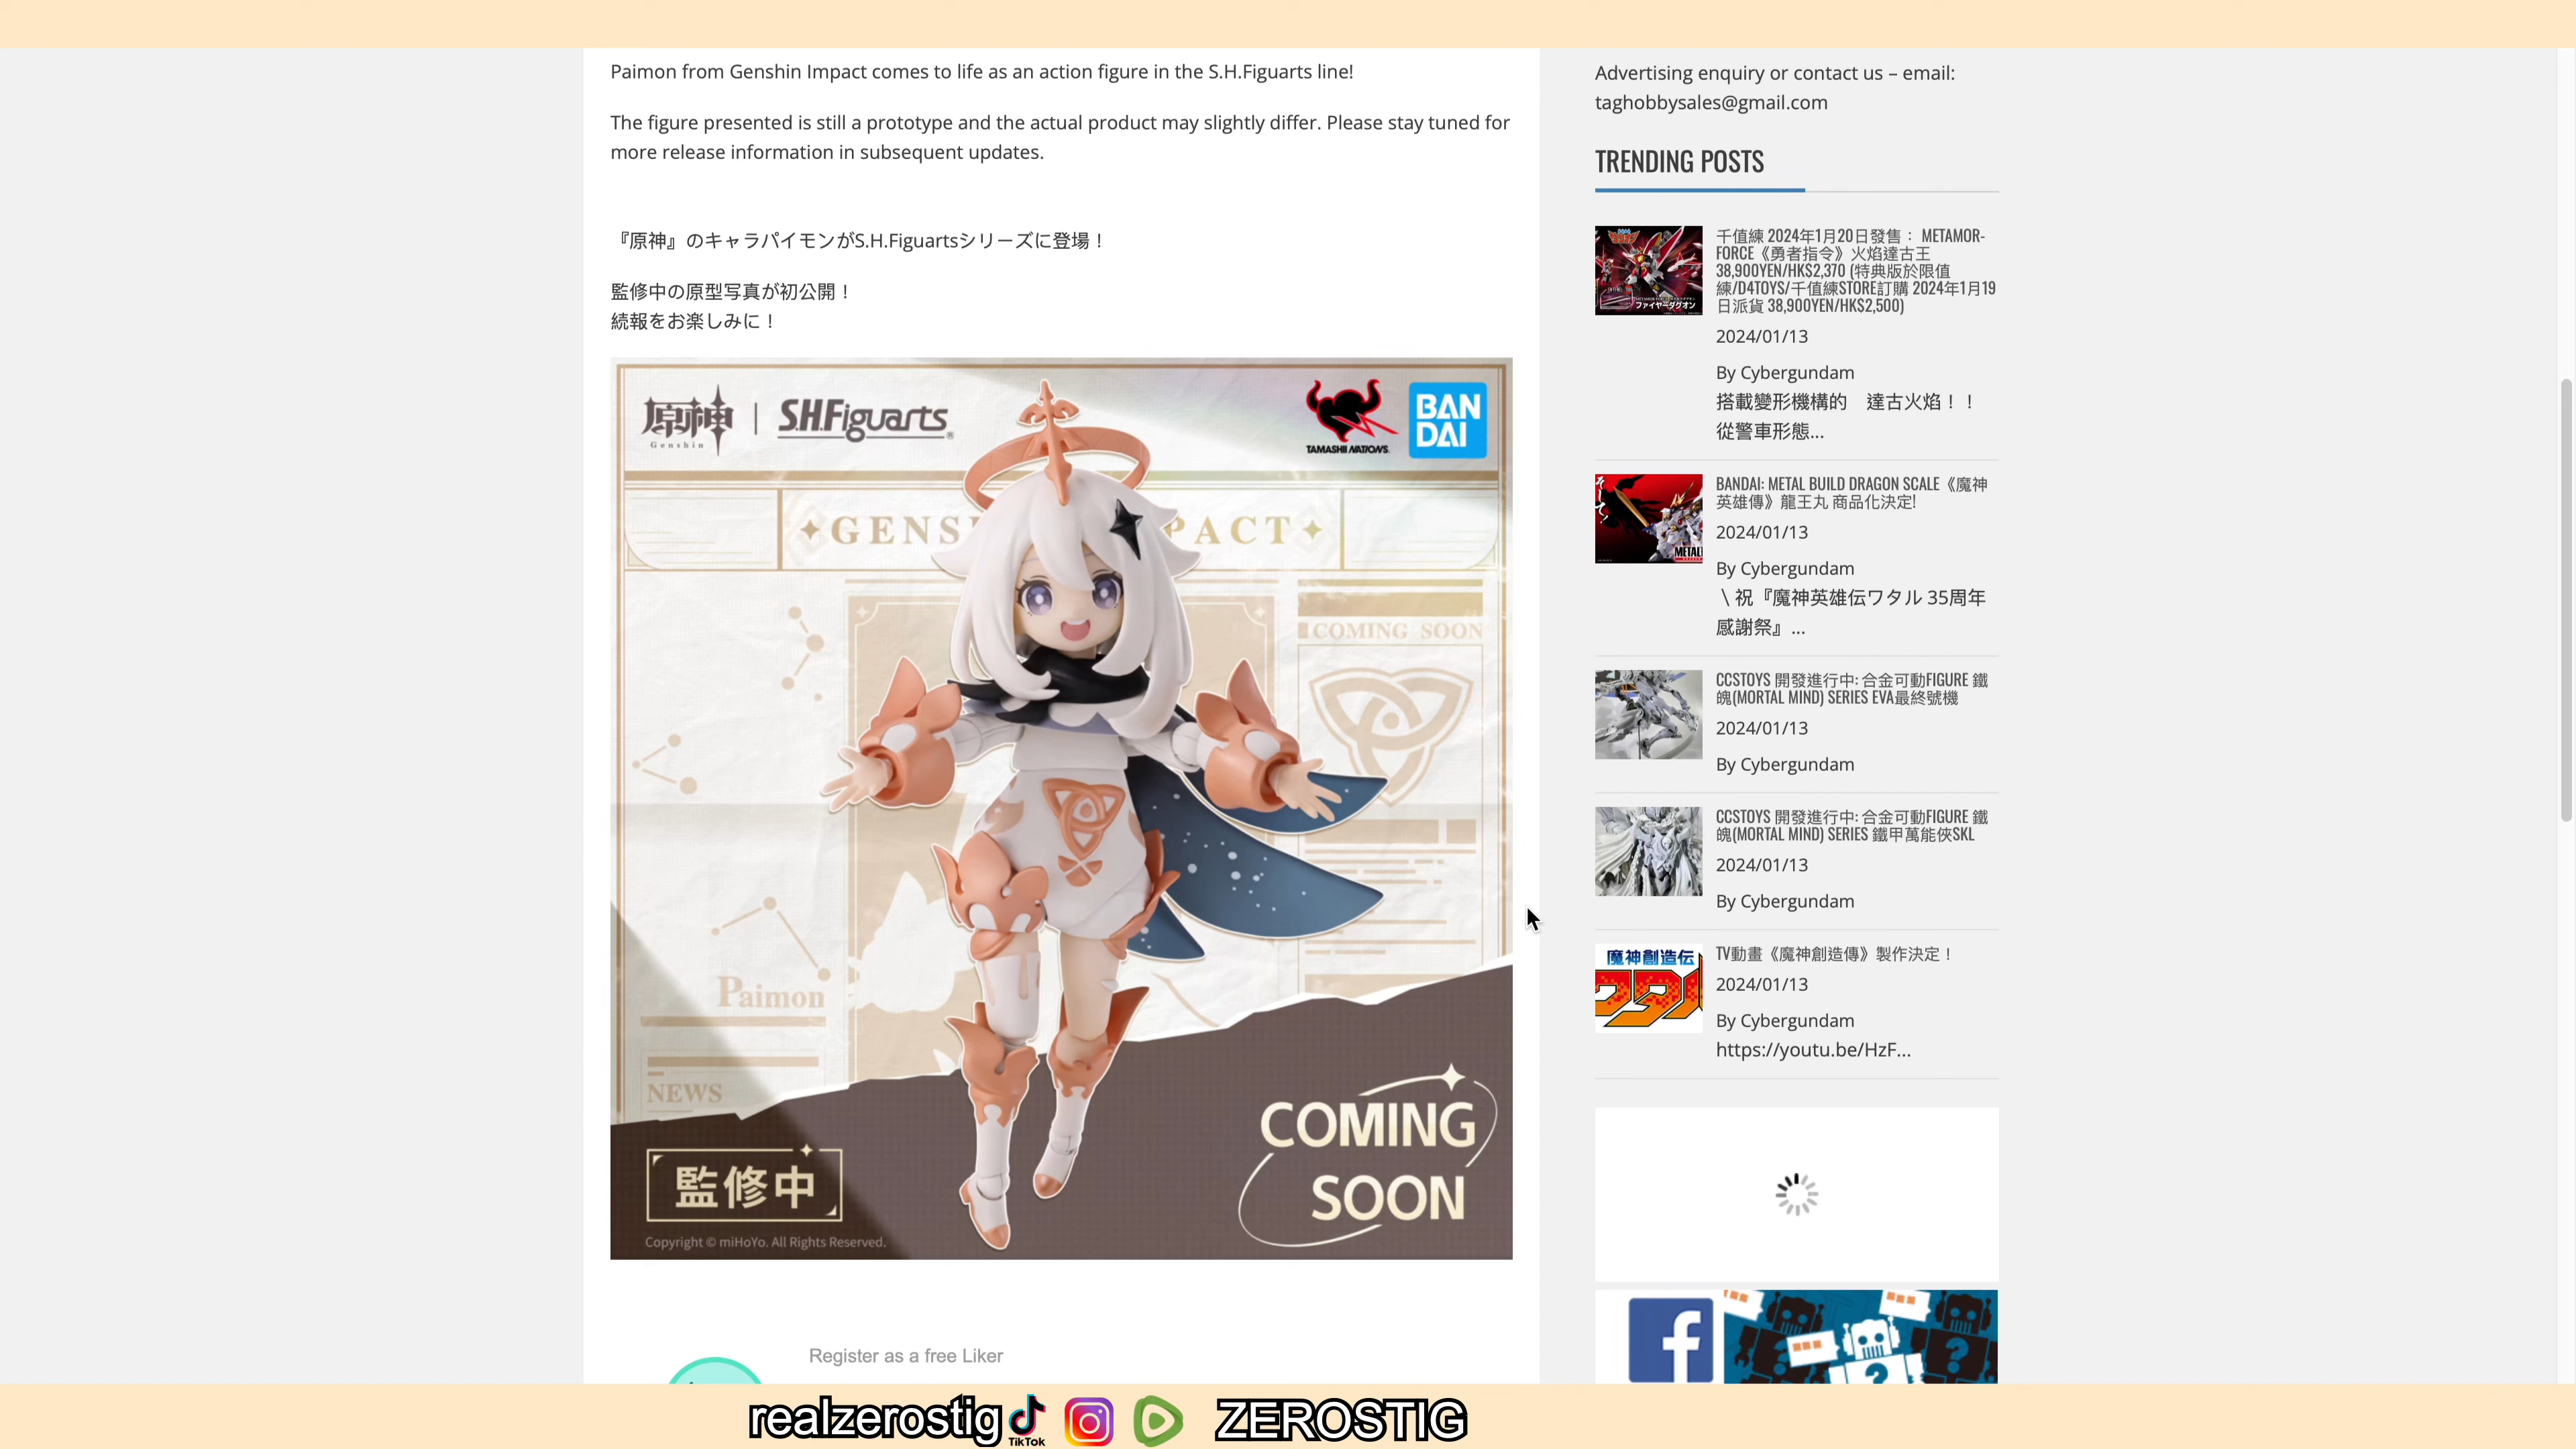 Paimon from Genshin Impact comes to life as an action figure in the S.H.Figuarts line!
The figure presented is still a prototype and the actual product may slightly differ. Please stay tuned for
more release information in subsequent updates.
『原神』のキャラパイモンがS.H.Figuartsシリーズに登場！
監修中の原型写真が初公開！
続報をお楽しみに！
原神
Genshin
S.H.Figuarts
TAMASHII NATIONS
BAN
DAI
GENS
PACT
COMING SOON
Paimon
NEWS
監修中
COMING
SOON
Copyright © miHoYo. All Rights Reserved.
Register as a free Liker
Advertising enquiry or contact us – email:
taghobbysales@gmail.com
TRENDING POSTS
千值練 2024年1月20日發售： METAMOR-
FORCE《勇者指令》火焰達古王
38,900YEN/HK$2,370 (特典版於限值
練/D4TOYS/千值練STORE訂購 2024年1月19
日派貨 38,900YEN/HK$2,500)
2024/01/13
By Cybergundam
搭載變形機構的　達古火焰！！
從警車形態...
ファイヤーダグオン
BANDAI: METAL BUILD DRAGON SCALE《魔神
英雄傳》龍王丸 商品化決定!
2024/01/13
By Cybergundam
\ 祝『魔神英雄伝ワタル 35周年
感謝祭』...
そして!
METAL
CCSTOYS 開發進行中: 合金可動FIGURE 鐵
魄(MORTAL MIND) SERIES EVA最終號機
2024/01/13
By Cybergundam
CCSTOYS 開發進行中: 合金可動FIGURE 鐵
魄(MORTAL MIND) SERIES 鐵甲萬能俠SKL
2024/01/13
By Cybergundam
TV動畫《魔神創造傳》製作決定！
2024/01/13
By Cybergundam
https://youtu.be/HzF...
魔神創造伝
ワタル
f
?
?
?
realzerostig
TikTok
ZEROSTIG